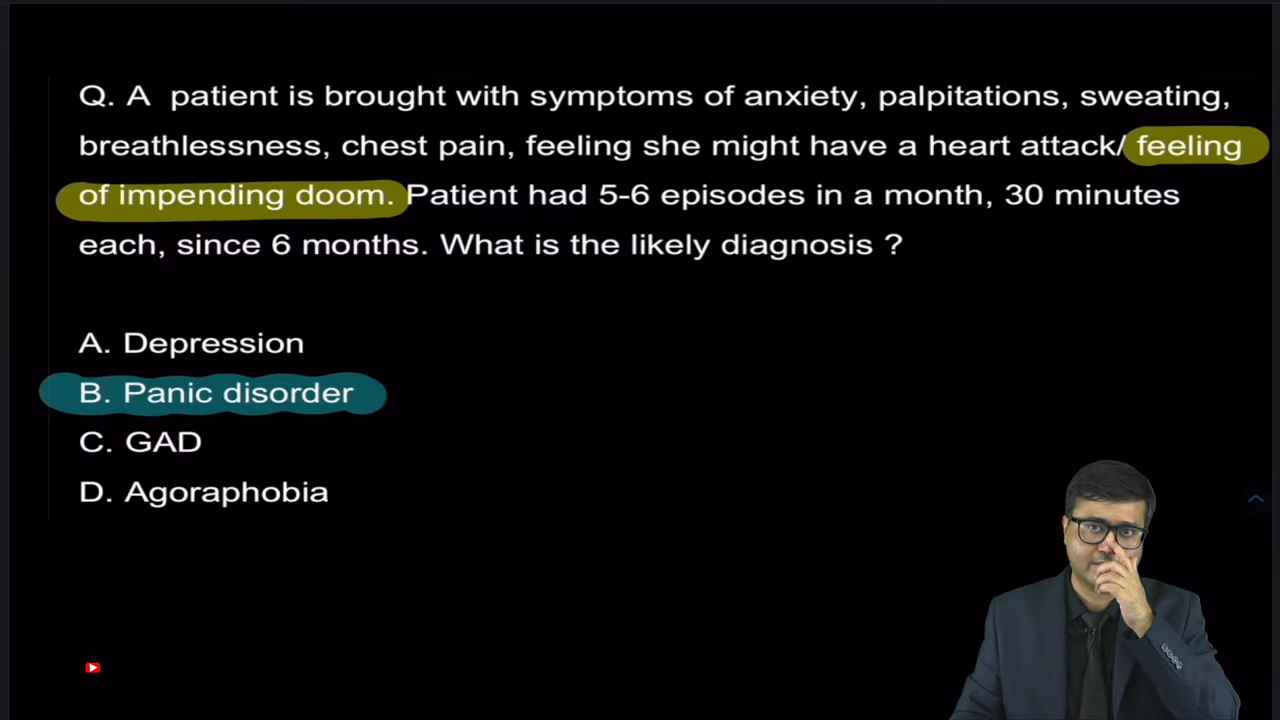 Q. A patient is brought with symptoms of anxiety, palpitations, sweating,
breathlessness, chest pain, feeling she might have a heart attack/ feeling
of impending doom. Patient had 5-6 episodes in a month, 30 minutes
each, since 6 months. What is the likely diagnosis ?
A. Depression
B. Panic disorder
C. GAD
D. Agoraphobia